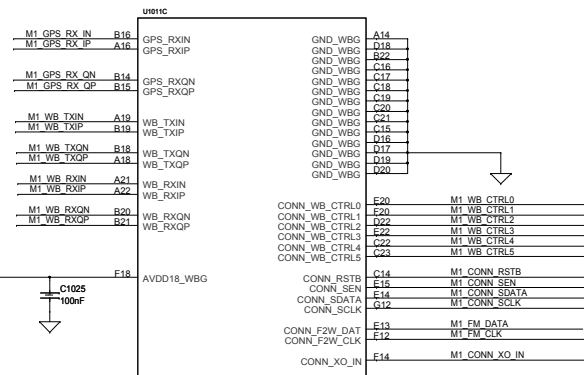 U1011C
M1_GPS_RX_IN B16 GPS_RXIN
M1_GPS_RX_IP A16 GPS_RXIP
M1_GPS_RX_QN B14 GPS_RXQN
M1_GPS_RX_QP B15 GPS_RXQP
M1_WB_TXIN A19 WB_TXIN
M1_WB_TXIP B19 WB_TXIP
M1_WB_TXQN B18 WB_TXQN
M1_WB_TXQP A18 WB_TXQP
M1_WB_RXIN A21 WB_RXIN
M1_WB_RXIP A22 WB_RXIP
M1_WB_RXQN B20 WB_RXQN
M1_WB_RXQP B21 WB_RXQP
F18 AVDD18_WBG
C1025
100nF
GND_WBG A14
GND_WBG D18
GND_WBG B22
GND_WBG C16
GND_WBG C17
GND_WBG C18
GND_WBG C19
GND_WBG C20
GND_WBG C21
GND_WBG C15
GND_WBG D16
GND_WBG D17
GND_WBG D19
GND_WBG D20
CONN_WB_CTRL0 E20 M1_WB_CTRL0
CONN_WB_CTRL1 F20 M1_WB_CTRL1
CONN_WB_CTRL2 D22 M1_WB_CTRL2
CONN_WB_CTRL3 E22 M1_WB_CTRL3
CONN_WB_CTRL4 C22 M1_WB_CTRL4
CONN_WB_CTRL5 C23 M1_WB_CTRL5
CONN_RSTB C14 M1_CONN_RSTB
CONN_SEN E15 M1_CONN_SEN
CONN_SDATA E14 M1_CONN_SDATA
CONN_SCLK G12 M1_CONN_SCLK
CONN_F2W_DAT E13 M1_FM_DATA
CONN_F2W_CLK F12 M1_FM_CLK
CONN_XO_IN F14 M1_CONN_XO_IN